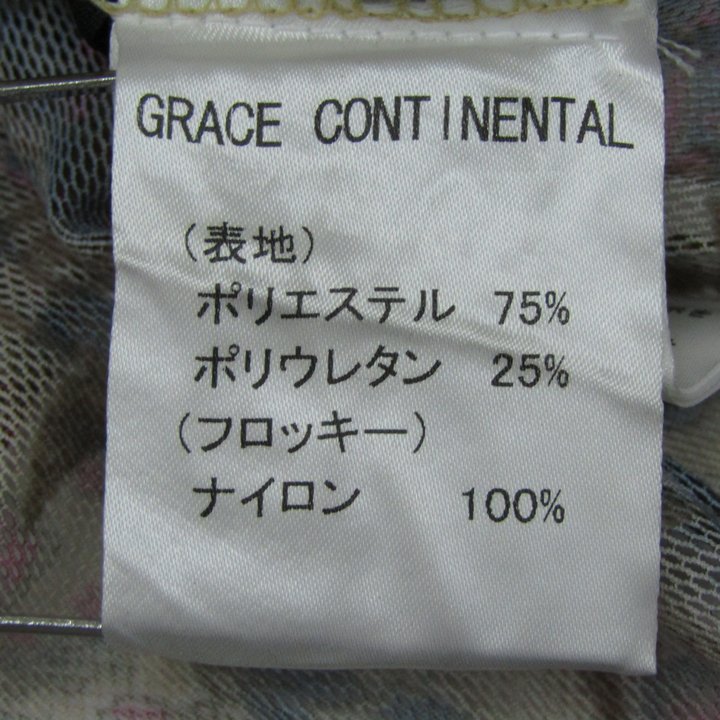 GRACE CONTINENTAL
(表地)
ポリエステル 75%
ポリウレタン 25%
(フロッキー)
ナイロン 100%